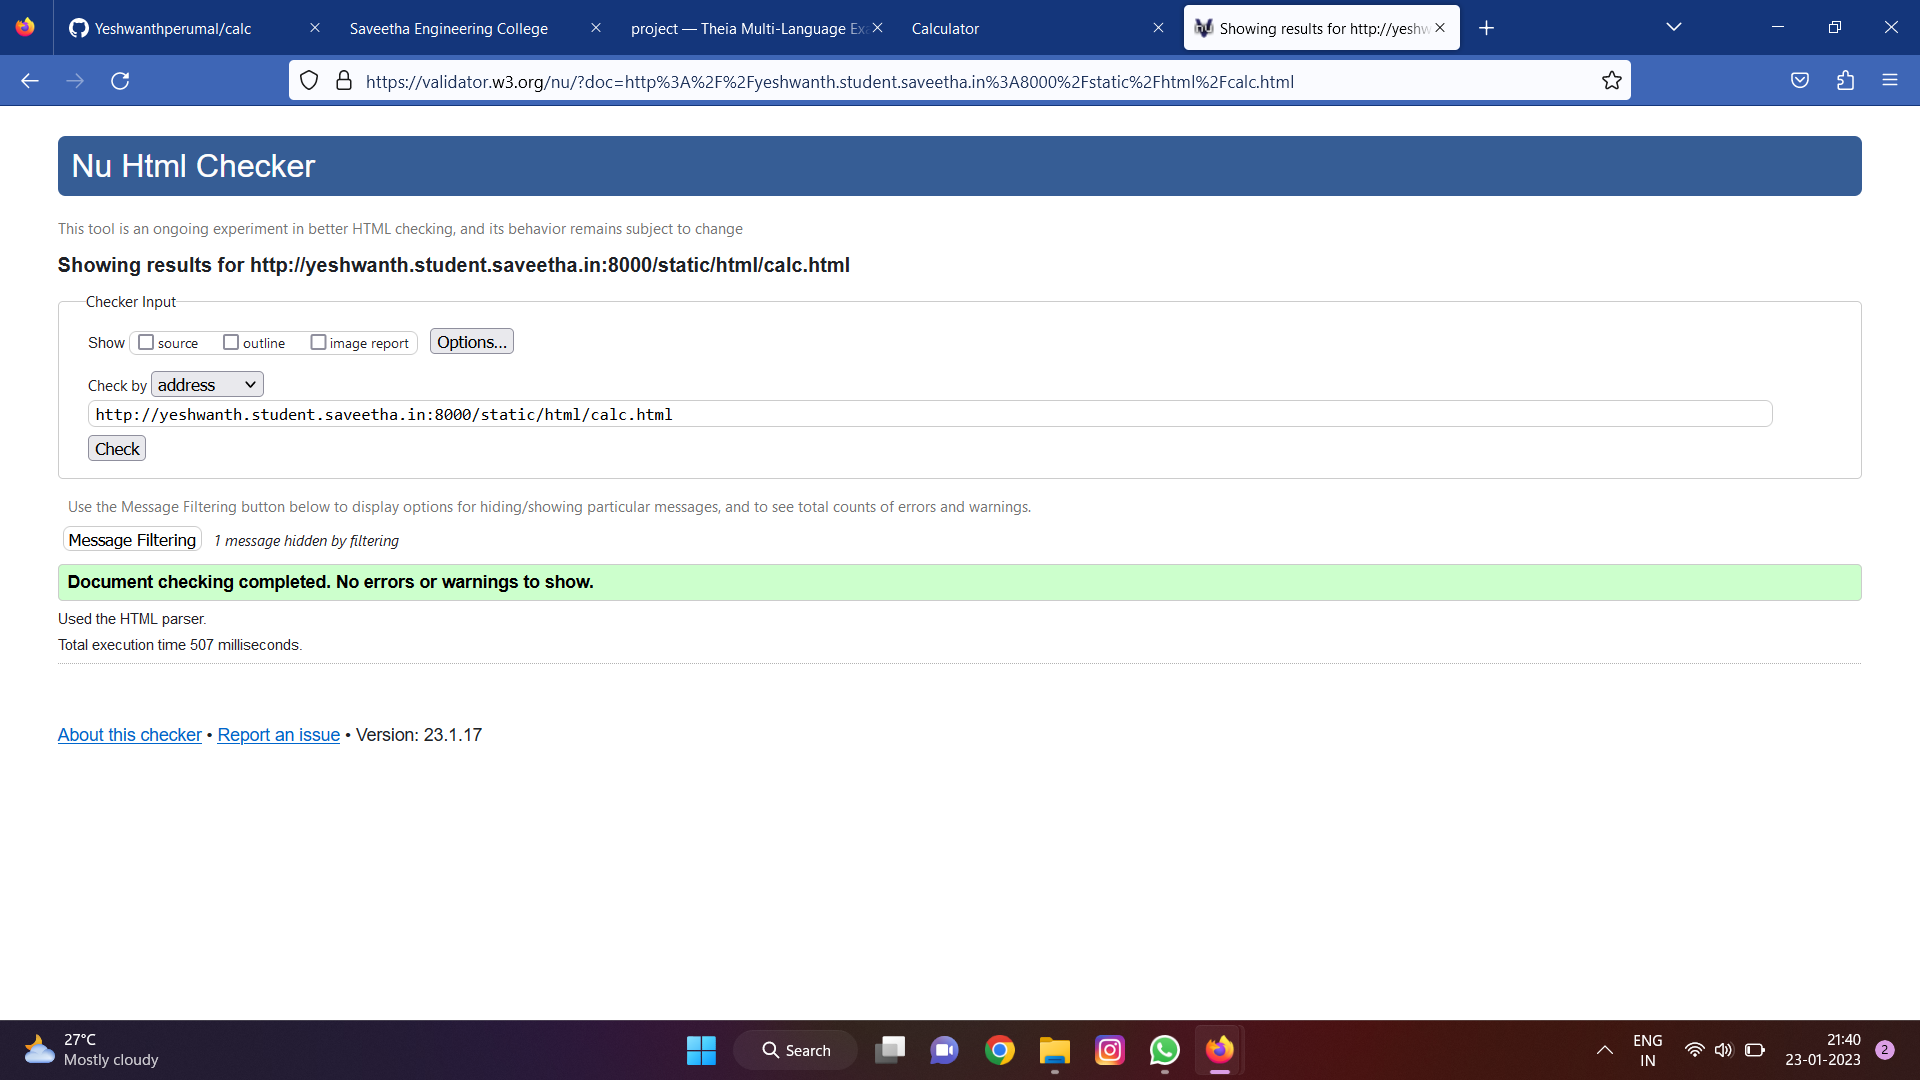 Yeshwanthperumal/calc
Saveetha Engineering College
project — Theia Multi-Language Exa
Calculator
Showing results for http://yeshw
https://validator.w3.org/nu/?doc=http%3A%2F%2Fyeshwanth.student.saveetha.in%3A8000%2Fstatic%2Fhtml%2Fcalc.html
Nu Html Checker
This tool is an ongoing experiment in better HTML checking, and its behavior remains subject to change
Showing results for http://yeshwanth.student.saveetha.in:8000/static/html/calc.html
Checker Input
Show source outline image report Options...
Check by address
http://yeshwanth.student.saveetha.in:8000/static/html/calc.html
Check
Use the Message Filtering button below to display options for hiding/showing particular messages, and to see total counts of errors and warnings.
Message Filtering 1 message hidden by filtering
Document checking completed. No errors or warnings to show.
Used the HTML parser.
Total execution time 507 milliseconds.
About this checker • Report an issue • Version: 23.1.17
27°C
Mostly cloudy
Search
ENG
IN
21:40
23-01-2023
2